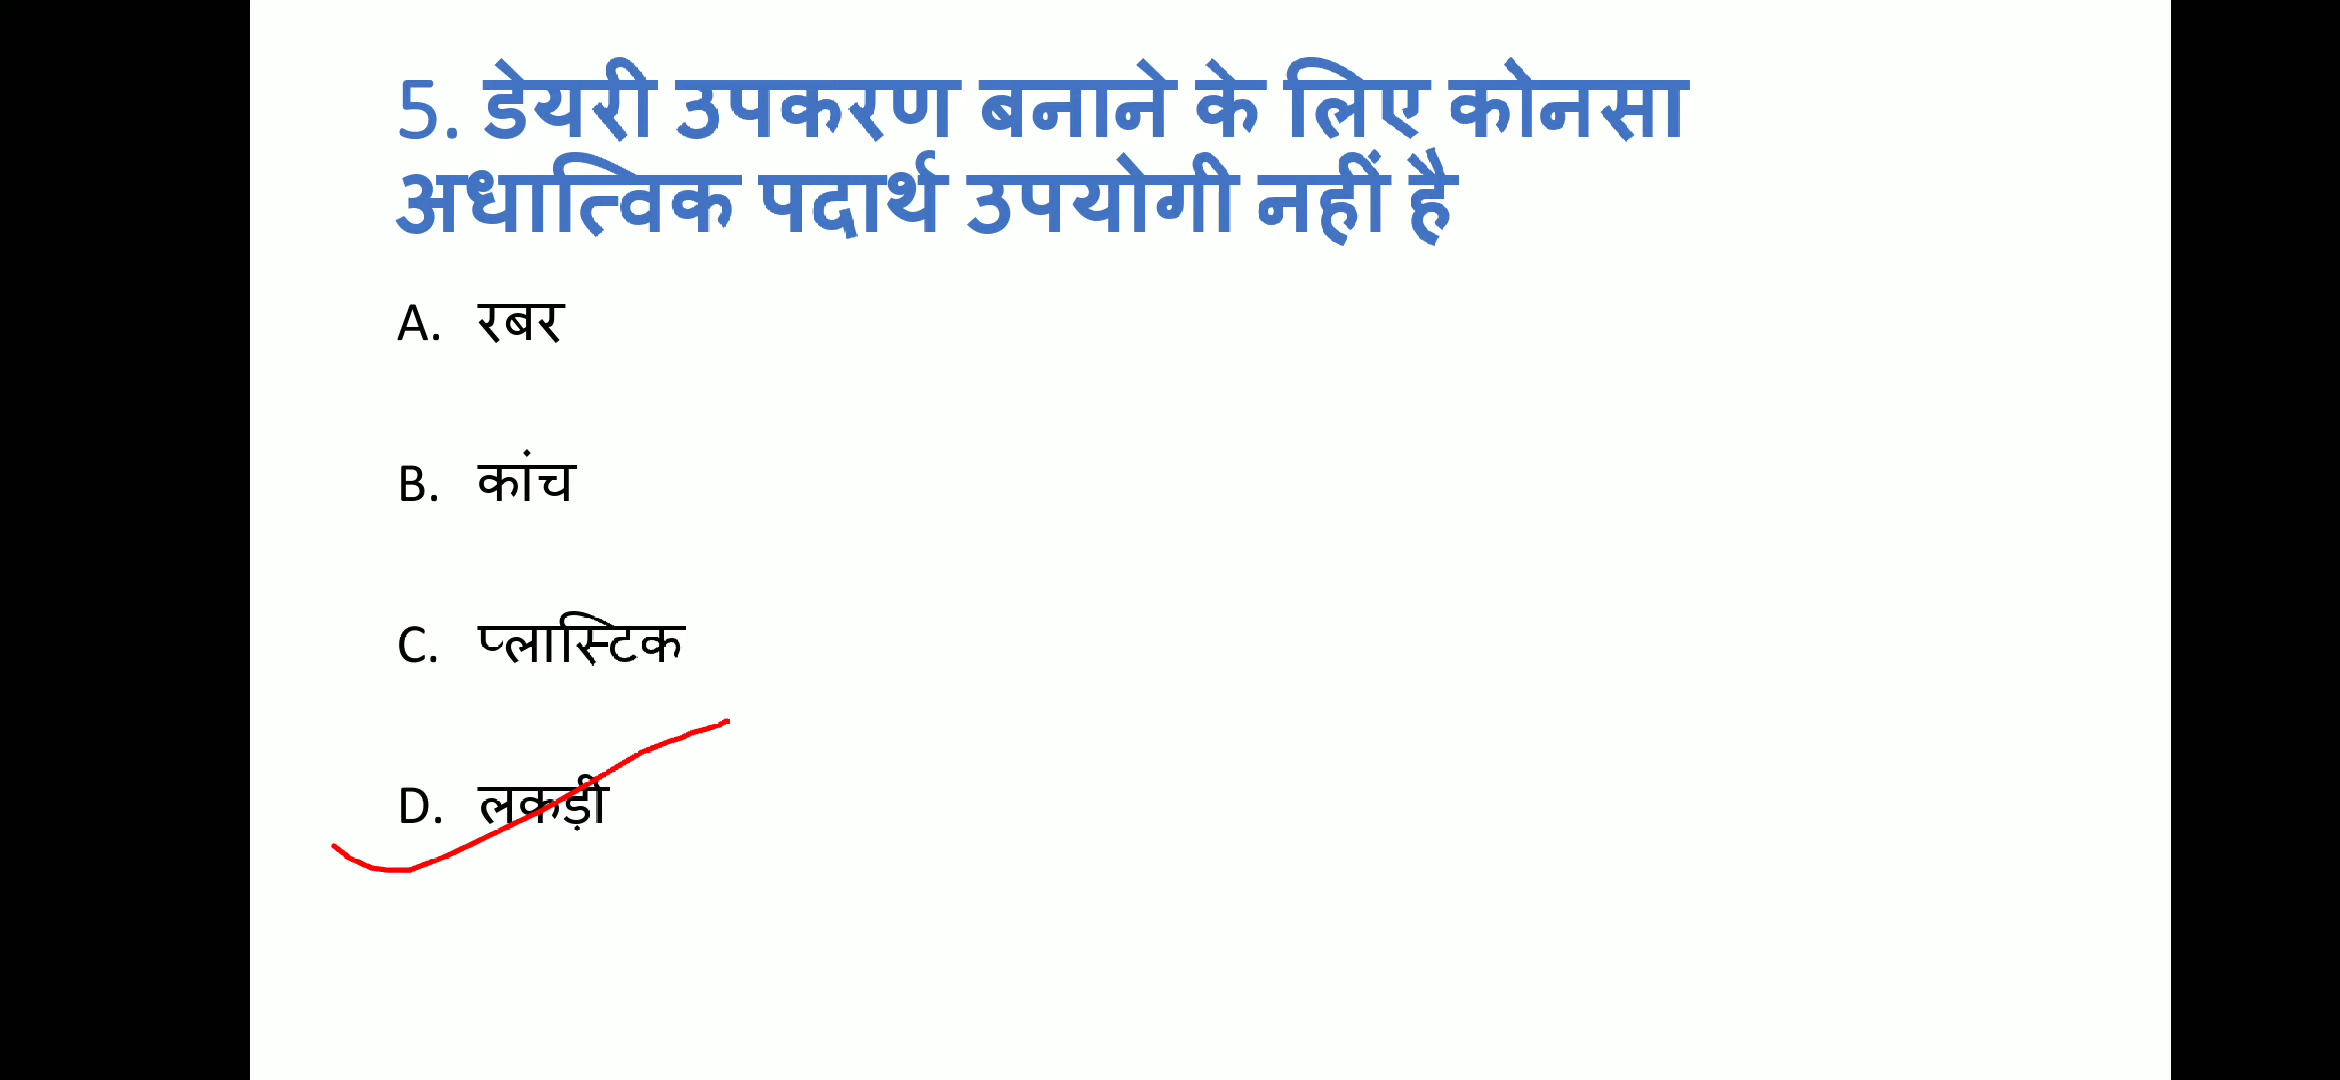 5. डेयरी उपकरण बनाने के लिए कोनसा
अधात्विक पदार्थ उपयोगी नहीं है
A. रबर
B. कांच
C. प्लास्टिक
D. लकड़ी